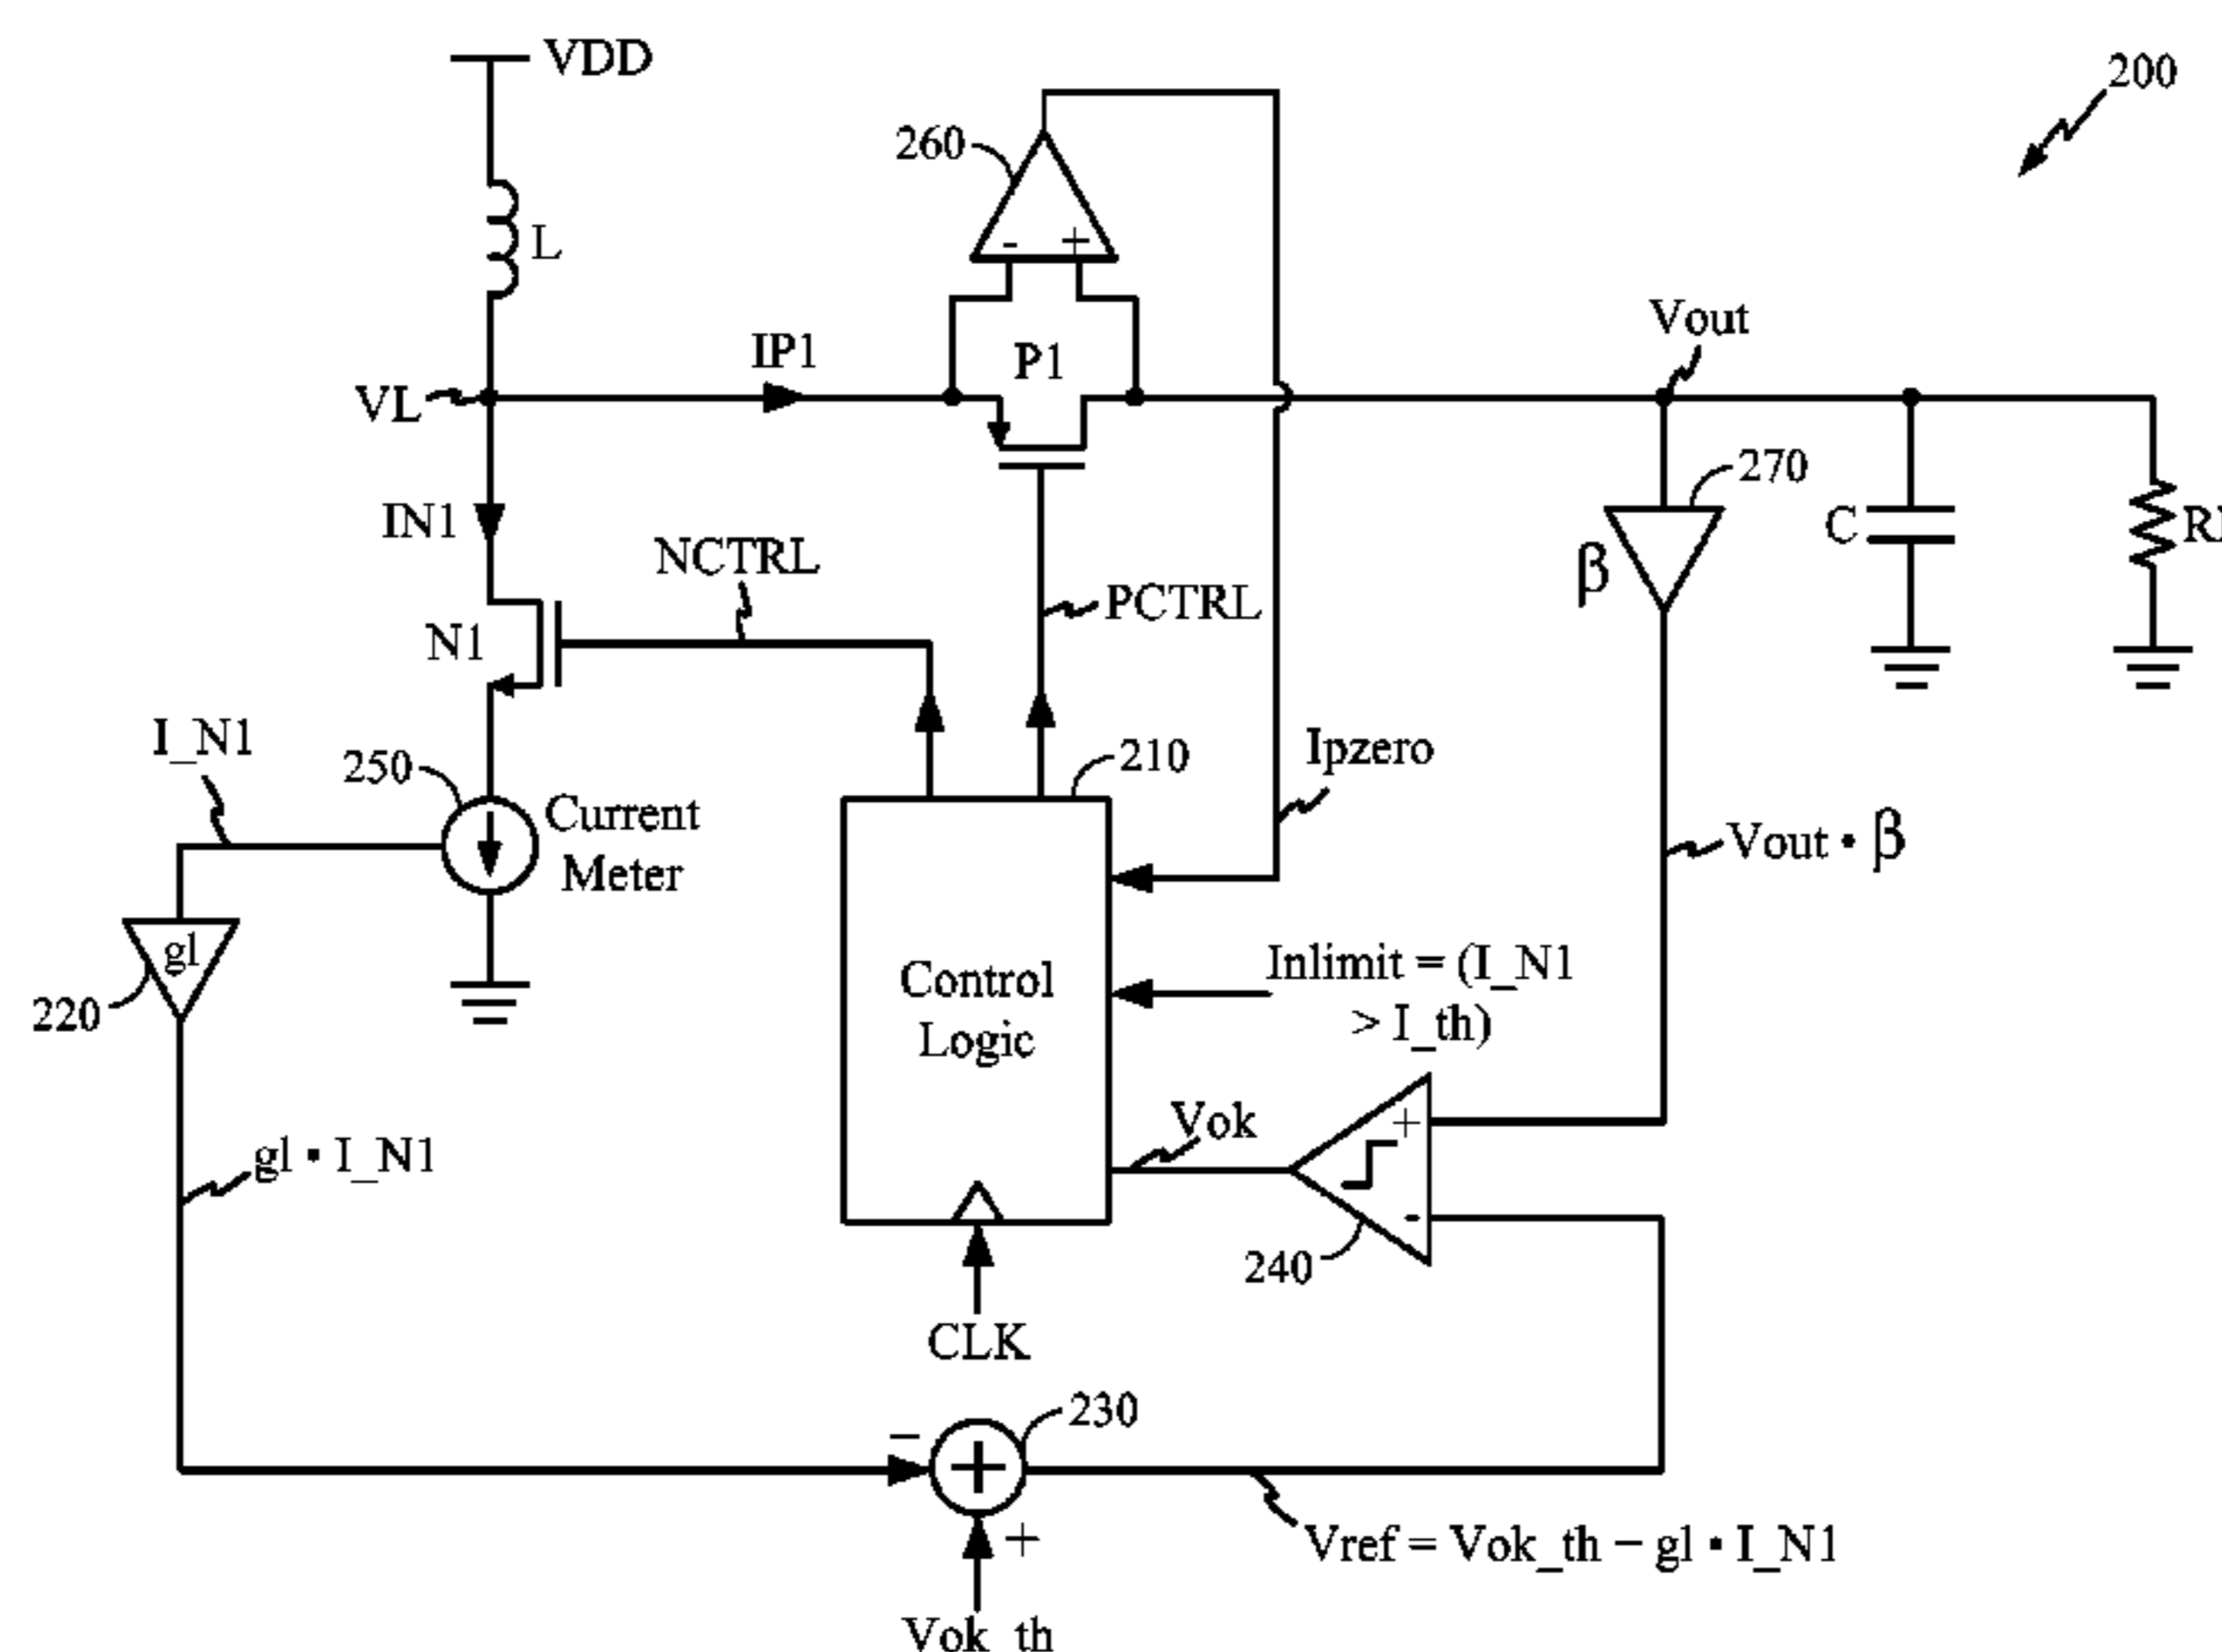 VDD
200
260
L
- +
Vout
IP1
P1
VL
270
IN1
C
β
NCTRL
PCTRL
N1
I_N1
250
210
Ipzero
Current
Meter
Vout · β
gl
220
Control
Logic
Inlimit = (I_N1
> I_th)
Vok
+
gl · I_N1
-
240
CLK
230
−
+
+
Vref = Vok_th − gl · I_N1
Vok_th